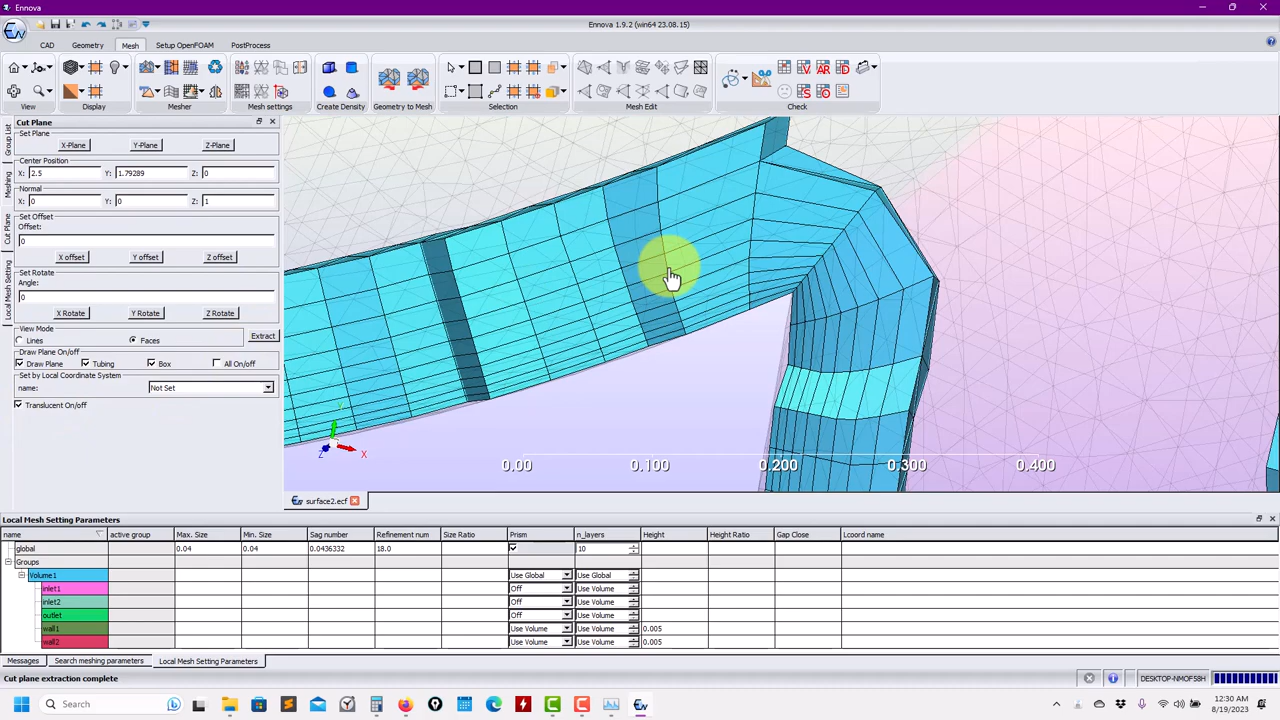 Ennova
Ennova 1.9.2 (win64 23.08.15)
CAD Geometry Mesh Setup OpenFOAM PostProcess
View Display Mesher Mesh settings Create Density Geometry to Mesh Selection Mesh Edit Check
Cut Plane
Set Plane
X-Plane Y-Plane Z-Plane
Center Position
X: 2.5 Y: 1.79289 Z: 0
Normal
X: 0 Y: 0 Z: 1
Set Offset
Offset:
0
X offset Y offset Z offset
Set Rotate
Angle:
0
X Rotate Y Rotate Z Rotate
View Mode
Lines Faces Extract
Draw Plane On/off
Draw Plane Tubing Box All On/off
Set by Local Coordinate System
name: Not Set
Translucent On/off
Group List
Meshing
Cut Plane
Local Mesh Setting
Y
Z X
0.00 0.100 0.200 0.300 0.400
surface2.ecf
Local Mesh Setting Parameters
name active group Max. Size Min. Size Sag number Refinement num Size Ratio Prism n_layers Height Height Ratio Gap Close Lcoord name
global 0.04 0.04 0.0436332 18.0 10
Groups
Volume1 Use Global Use Global
inlet1 Off Use Volume
inlet2 Off Use Volume
outlet Off Use Volume
wall1 Use Volume Use Volume 0.005
wall2 Use Volume Use Volume 0.005
Messages Search meshing parameters Local Mesh Setting Parameters
Cut plane extraction complete DESKTOP-NMOF58H
Search 12:30 AM
8/19/2023